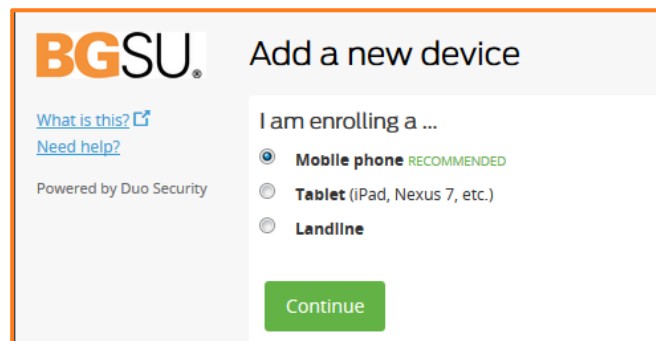 BGSU®
Add a new device
What is this?
Need help?
Powered by Duo Security
I am enrolling a ...
Mobile phone RECOMMENDED
Tablet (iPad, Nexus 7, etc.)
Landline
Continue